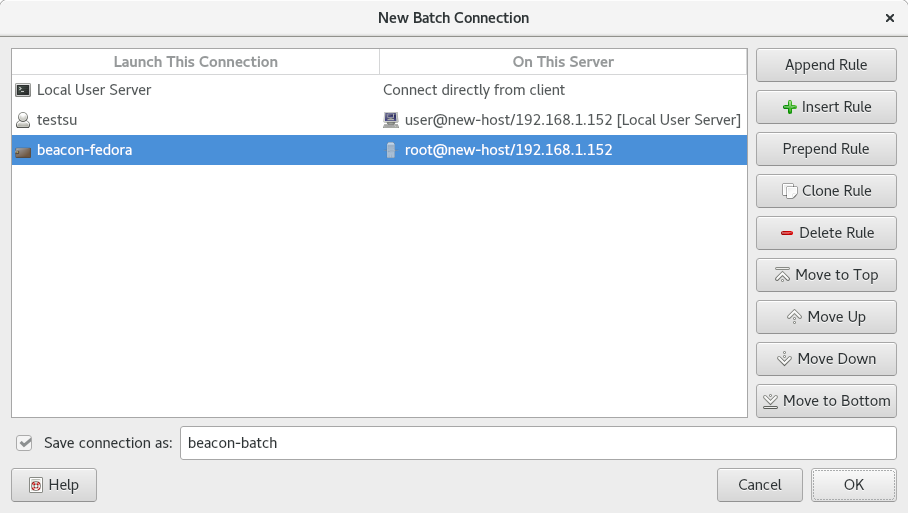 New Batch Connection
Launch This Connection On This Server
Local User Server Connect directly from client
testsu user@new-host/192.168.1.152 [Local User Server]
beacon-fedora root@new-host/192.168.1.152
Append Rule
Insert Rule
Prepend Rule
Clone Rule
Delete Rule
Move to Top
Move Up
Move Down
Move to Bottom
Save connection as: beacon-batch
Help Cancel OK